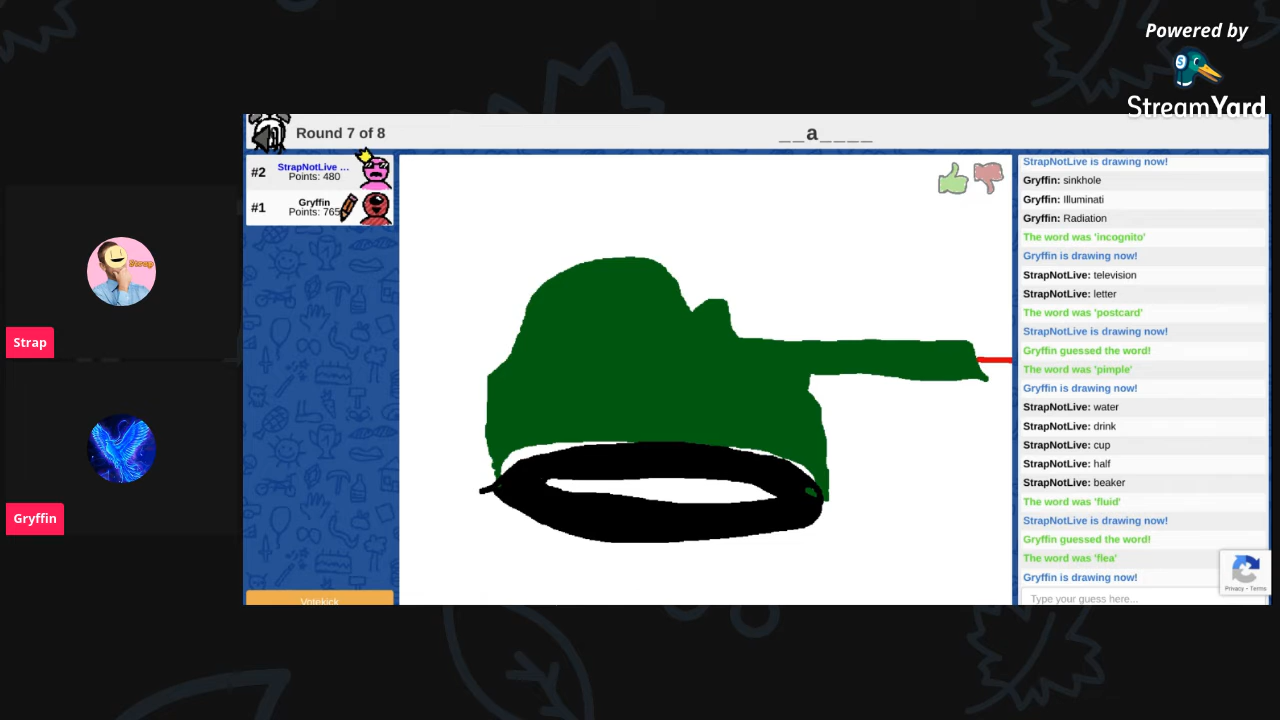 Powered by
StreamYard
Round 7 of 8
__a____
#2
StrapNotLive ...
Points: 480
#1
Gryffin
Points: 765
Votekick
Strap
Strap
Gryffin
StrapNotLive is drawing now!
Gryffin: sinkhole
Gryffin: Illuminati
Gryffin: Radiation
The word was 'incognito'
Gryffin is drawing now!
StrapNotLive: television
StrapNotLive: letter
The word was 'postcard'
StrapNotLive is drawing now!
Gryffin guessed the word!
The word was 'pimple'
Gryffin is drawing now!
StrapNotLive: water
StrapNotLive: drink
StrapNotLive: cup
StrapNotLive: half
StrapNotLive: beaker
The word was 'fluid'
StrapNotLive is drawing now!
Gryffin guessed the word!
The word was 'flea'
Gryffin is drawing now!
Type your guess here...
Privacy - Terms